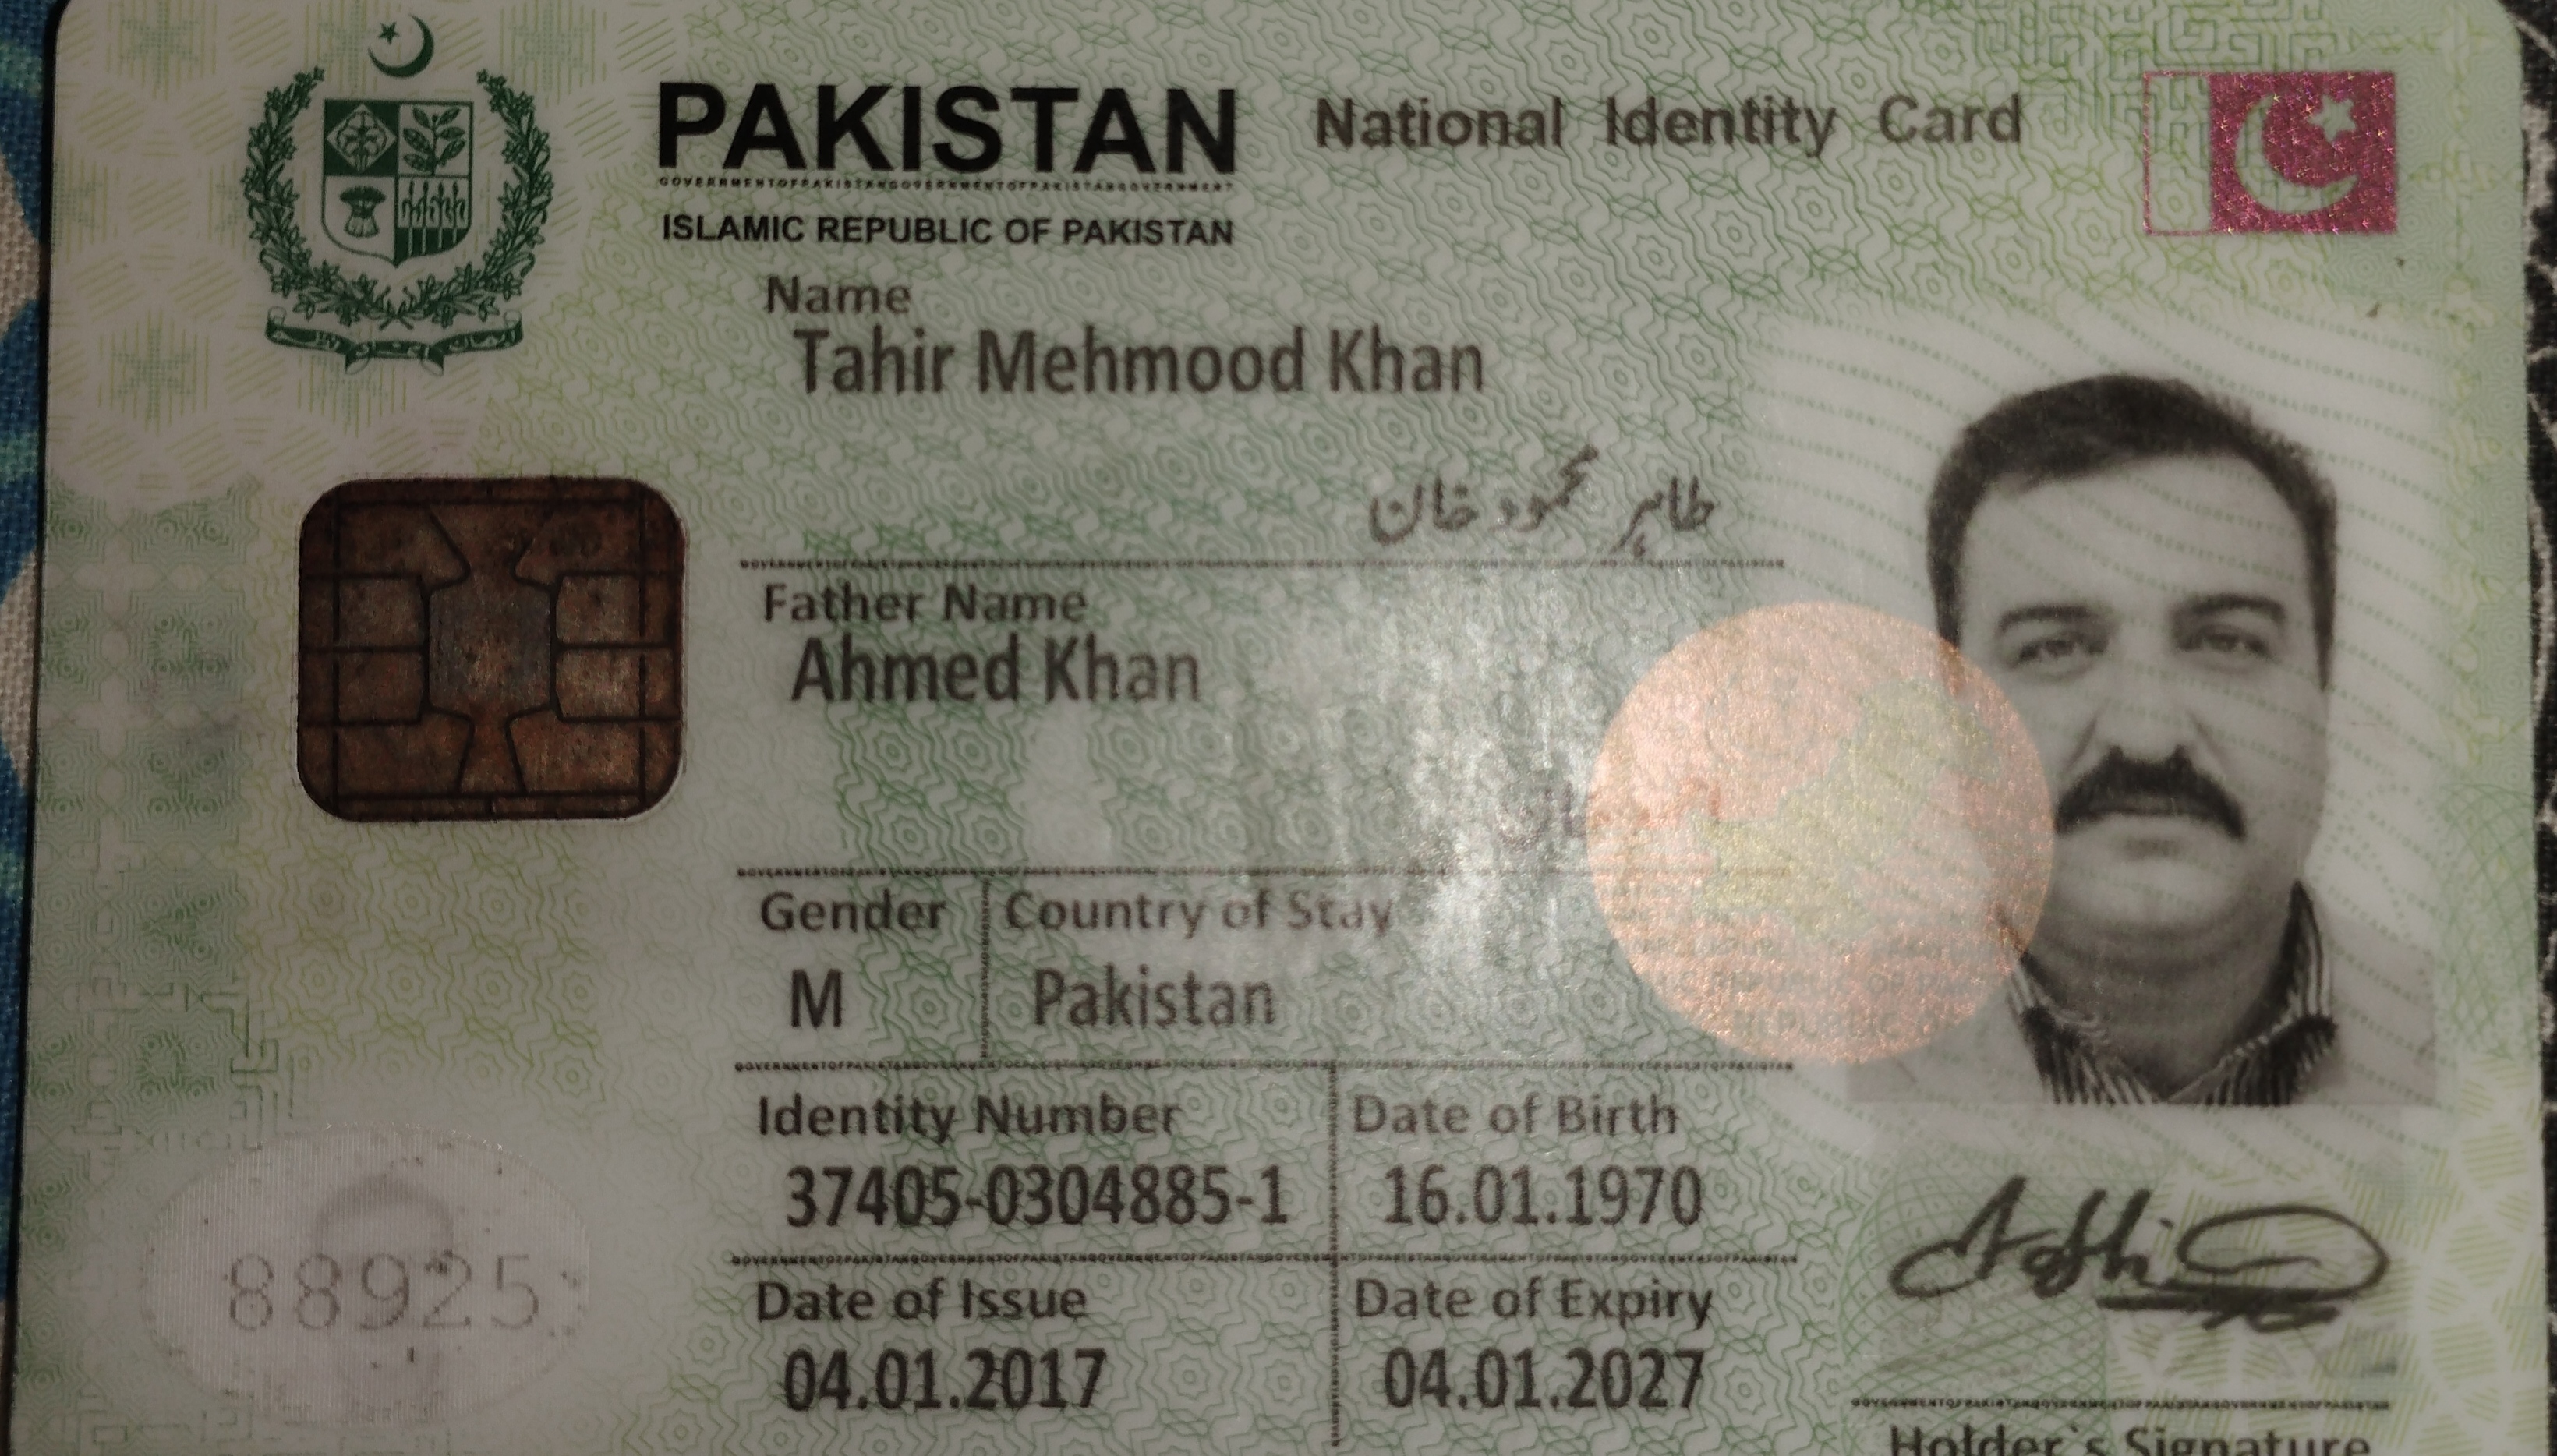 PAKISTAN National Identity Card
ISLAMIC REPUBLIC OF PAKISTAN
Name
Tahir Mehmood Khan
طاہر محمود خان
Father Name
Ahmed Khan
Gender Country of Stay
M Pakistan
Identity Number Date of Birth
37405-0304885-1 16.01.1970
88925
Date of Issue Date of Expiry
04.01.2017 04.01.2027
Holder's Signature